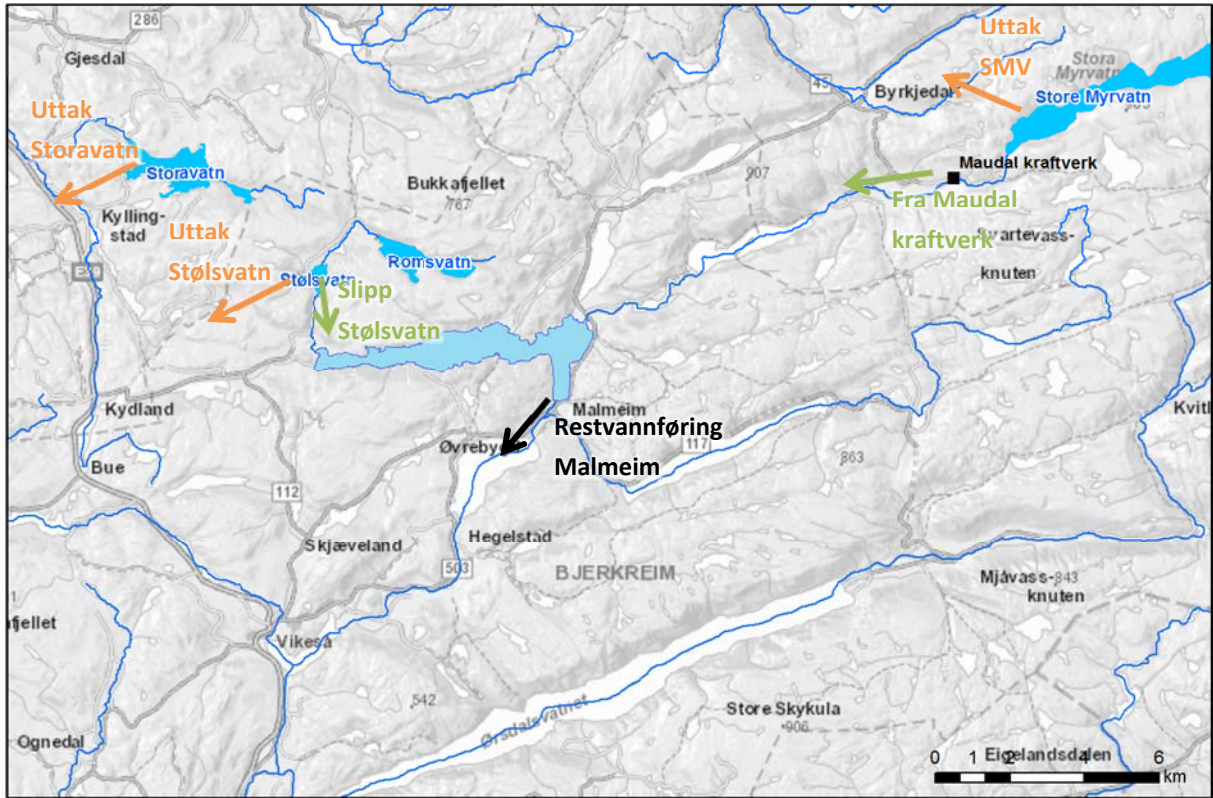 286
Gjesdal
Uttak
SMV
Stora
Myrvatn
45
Byrkjedal
Store Myrvatn
Uttak
Storavatn
Storavatn
Maudal kraftverk
907
Bukkafjellet
787
Fra Maudal
kraftverk
Kylling-
stad
Uttak
Stølsvatn
Svartevass-
knuten
E39
Romsvatn
Stølsvatn
Slipp
Stølsvatn
Kydland
Malmeim
Restvannføring
Malmeim
117
Øvrebygd
863
Bue
112
Hegelstad
Skjæveland
503
BJERKREIM
Mjåvass-
843
knuten
Vikeså
542
Ørsdalsvatnet
Store Skykula
906
Ognedal
Eigelandsdalen
0 1 2 4 6
km